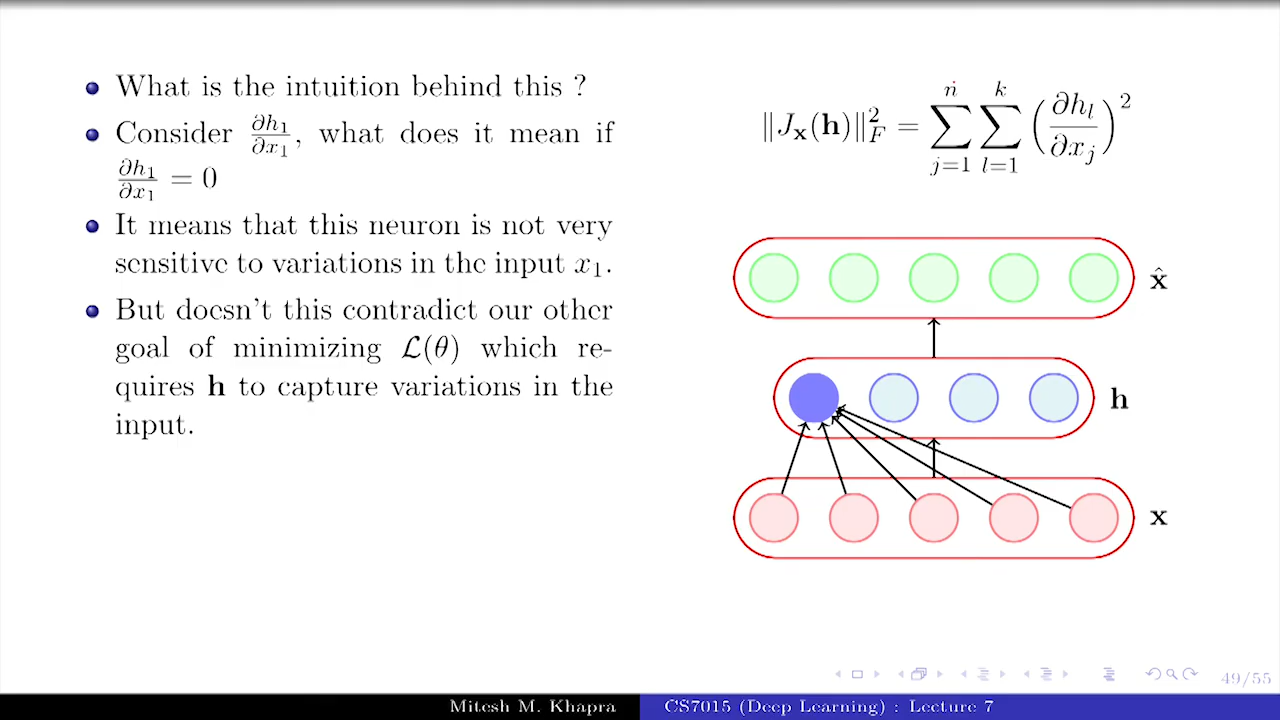 What is the intuition behind this ?
Consider ∂h₁/∂x₁, what does it mean if
∂h₁/∂x₁ = 0
It means that this neuron is not very
sensitive to variations in the input x₁.
But doesn't this contradict our other
goal of minimizing ℒ(θ) which re-
quires h to capture variations in the
input.
‖Jₓ(h)‖²_F = ∑_{j=1}^{n} ∑_{l=1}^{k} (∂h_l/∂x_j)²
x̂
h
x
49/55
Mitesh M. Khapra CS7015 (Deep Learning) : Lecture 7